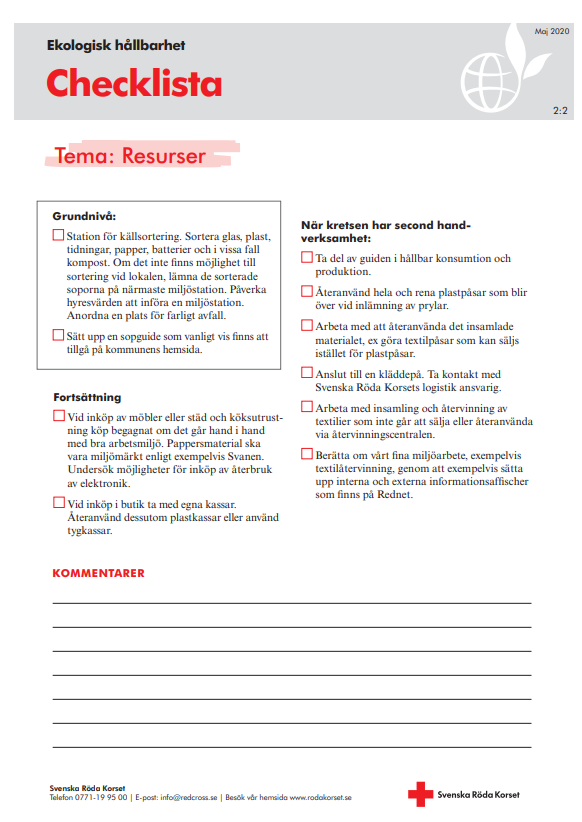 Maj 2020
Ekologisk hållbarhet
Checklista
2:2
Tema: Resurser
Grundnivå:
Station för källsortering. Sortera glas, plast,
tidningar, papper, batterier och i vissa fall
kompost. Om det inte finns möjlighet till
sortering vid lokalen, lämna de sorterade
soporna på närmaste miljöstation. Påverka
hyresvärden att införa en miljöstation.
Anordna en plats för farligt avfall.
Sätt upp en sopguide som vanligt vis finns att
tillgå på kommunens hemsida.
Fortsättning
Vid inköp av möbler eller städ och köksutrust-
ning köp begagnat om det går hand i hand
med bra arbetsmiljö. Pappersmaterial ska
vara miljömärkt enligt exempelvis Svanen.
Undersök möjligheter för inköp av återbruk
av elektronik.
Vid inköp i butik ta med egna kassar.
Återanvänd dessutom plastkassar eller använd
tygkassar.
När kretsen har second hand-
verksamhet:
Ta del av guiden i hållbar konsumtion och
produktion.
Återanvänd hela och rena plastpåsar som blir
över vid inlämning av prylar.
Arbeta med att återanvända det insamlade
materialet, ex göra textilpåsar som kan säljs
istället för plastpåsar.
Anslut till en kläddepå. Ta kontakt med
Svenska Röda Korsets logistik ansvarig.
Arbeta med insamling och återvinning av
textilier som inte går att sälja eller återanvända
via återvinningscentralen.
Berätta om vårt fina miljöarbete, exempelvis
textilåtervinning, genom att exempelvis sätta
upp interna och externa informationsaffischer
som finns på Rednet.
KOMMENTARER
Svenska Röda Korset
Telefon 0771-19 95 00 | E-post: info@redcross.se | Besök vår hemsida www.rodakorset.se
Svenska Röda Korset